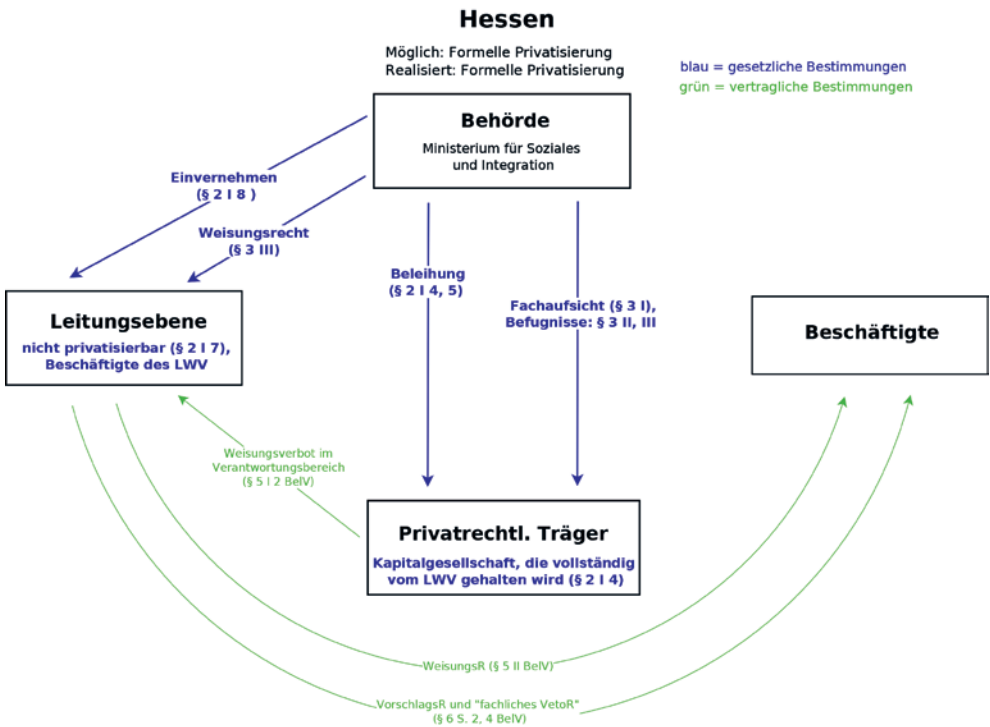 Hessen
Möglich: Formelle Privatisierung
Realisiert: Formelle Privatisierung
blau = gesetzliche Bestimmungen
grün = vertragliche Bestimmungen
Behörde
Ministerium für Soziales
und Integration
Einvernehmen
(§ 2 I 8 )
Weisungsrecht
(§ 3 III)
Beleihung
(§ 2 I 4, 5)
Fachaufsicht (§ 3 I),
Befugnisse: § 3 II, III
Leitungsebene
nicht privatisierbar (§ 2 I 7),
Beschäftigte des LWV
Beschäftigte
Weisungsverbot im
Verantwortungsbereich
(§ 5 I 2 BelV)
Privatrechtl. Träger
Kapitalgesellschaft, die vollständig
vom LWV gehalten wird (§ 2 I 4)
WeisungsR (§ 5 II BelV)
VorschlagsR und "fachliches VetoR"
(§ 6 S. 2, 4 BelV)